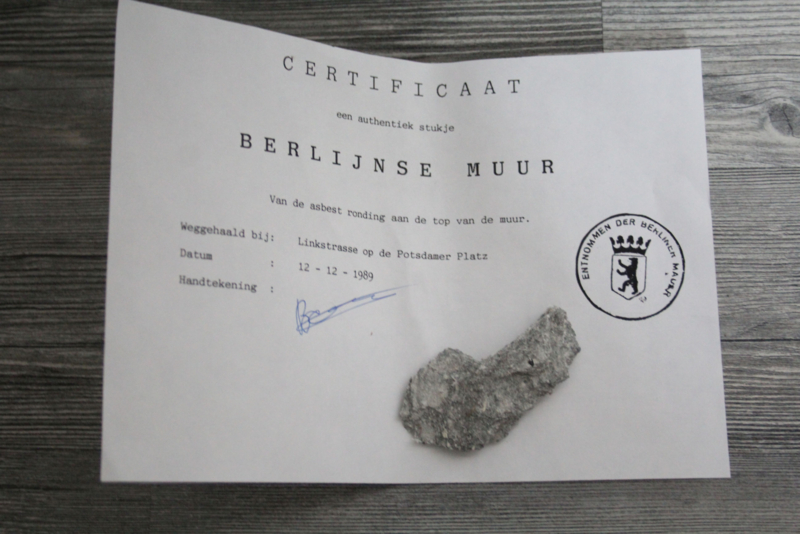 CERTIFICAAT
een authentiek stukje
BERLIJNSE MUUR
Van de asbest ronding aan de top van de muur.
Weggehaald bij: Linkstrasse op de Potsdamer Platz
Datum : 12 - 12 - 1989
Handtekening :
ENTNOMMEN DER BERLINER MAUER